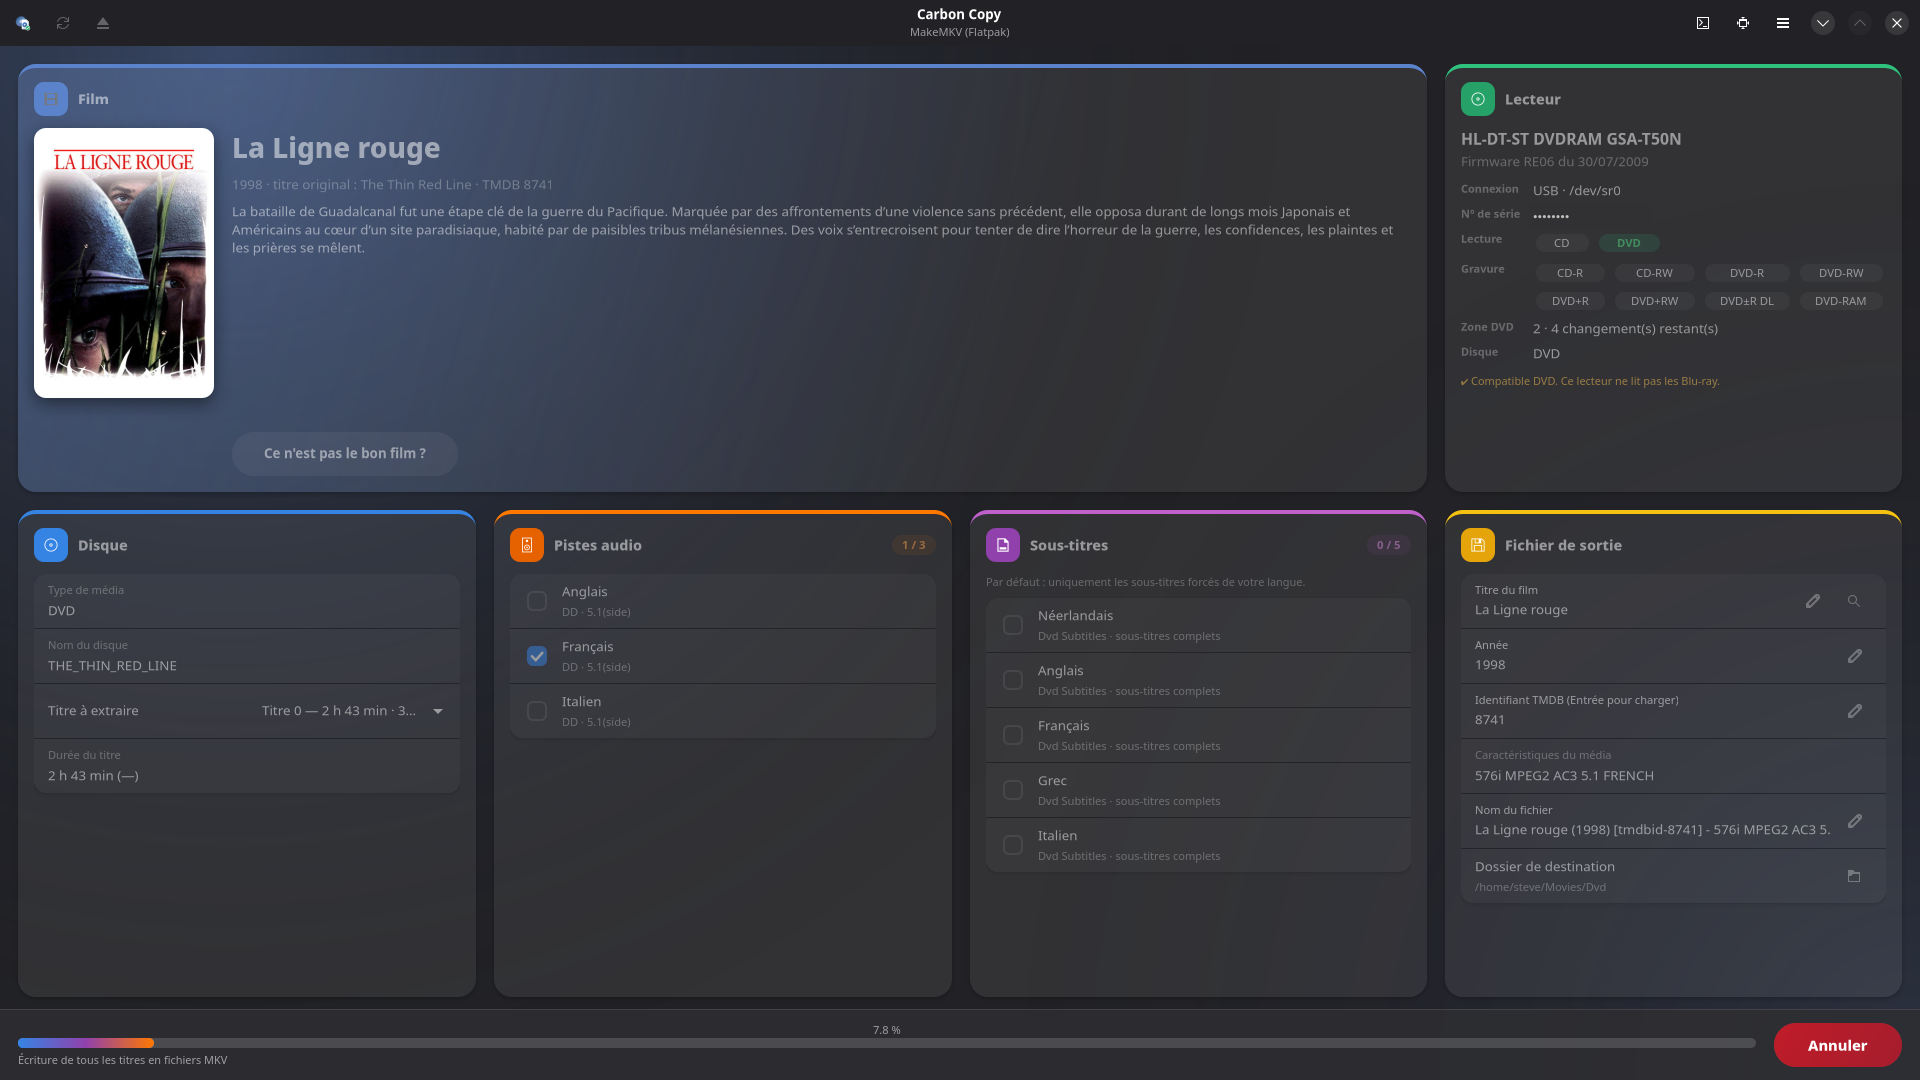 Carbon Copy
MakeMKV (Flatpak)
Film
LA LIGNE ROUGE
La Ligne rouge
1998 · titre original : The Thin Red Line · TMDB 8741
La bataille de Guadalcanal fut une étape clé de la guerre du Pacifique. Marquée par des affrontements d’une violence sans précédent, elle opposa durant de longs mois Japonais et
Américains au cœur d’un site paradisiaque, habité par de paisibles tribus mélanésiennes. Des voix s’entrecroisent pour tenter de dire l’horreur de la guerre, les confidences, les plaintes et
les prières se mêlent.
Ce n'est pas le bon film ?
Lecteur
HL-DT-ST DVDRAM GSA-T50N
Firmware RE06 du 30/07/2009
Connexion USB · /dev/sr0
N° de série ••••••••
Lecture CD DVD
Gravure CD-R CD-RW DVD-R DVD-RW
DVD+R DVD+RW DVD±R DL DVD-RAM
Zone DVD 2 · 4 changement(s) restant(s)
Disque DVD
✔ Compatible DVD. Ce lecteur ne lit pas les Blu-ray.
Disque
Type de média
DVD
Nom du disque
THE_THIN_RED_LINE
Titre à extraire Titre 0 — 2 h 43 min · 3…
Durée du titre
2 h 43 min (—)
Pistes audio 1 / 3
Anglais
DD · 5.1(side)
Français
DD · 5.1(side)
Italien
DD · 5.1(side)
Sous-titres 0 / 5
Par défaut : uniquement les sous-titres forcés de votre langue.
Néerlandais
Dvd Subtitles · sous-titres complets
Anglais
Dvd Subtitles · sous-titres complets
Français
Dvd Subtitles · sous-titres complets
Grec
Dvd Subtitles · sous-titres complets
Italien
Dvd Subtitles · sous-titres complets
Fichier de sortie
Titre du film
La Ligne rouge
Année
1998
Identifiant TMDB (Entrée pour charger)
8741
Caractéristiques du média
576i MPEG2 AC3 5.1 FRENCH
Nom du fichier
La Ligne rouge (1998) [tmdbid-8741] - 576i MPEG2 AC3 5.
Dossier de destination
/home/steve/Movies/Dvd
7.8 %
Écriture de tous les titres en fichiers MKV
Annuler